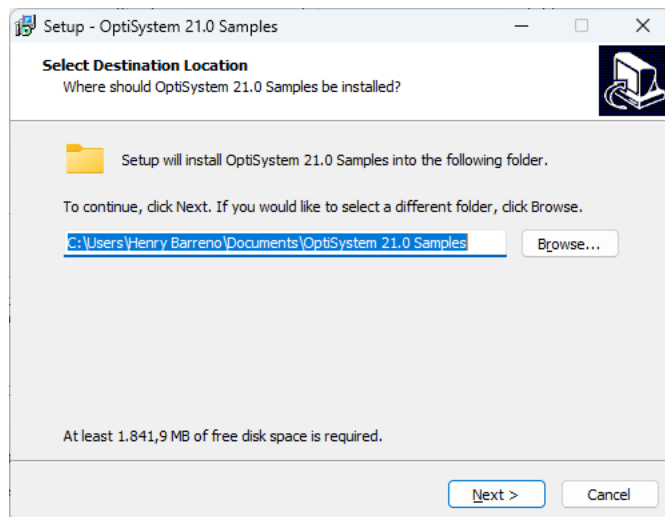 Setup - OptiSystem 21.0 Samples
Select Destination Location
Where should OptiSystem 21.0 Samples be installed?
Setup will install OptiSystem 21.0 Samples into the following folder.
To continue, click Next. If you would like to select a different folder, click Browse.
C:\Users\Henry Barreno\Documents\OptiSystem 21.0 Samples
Browse...
At least 1.841,9 MB of free disk space is required.
Next >
Cancel